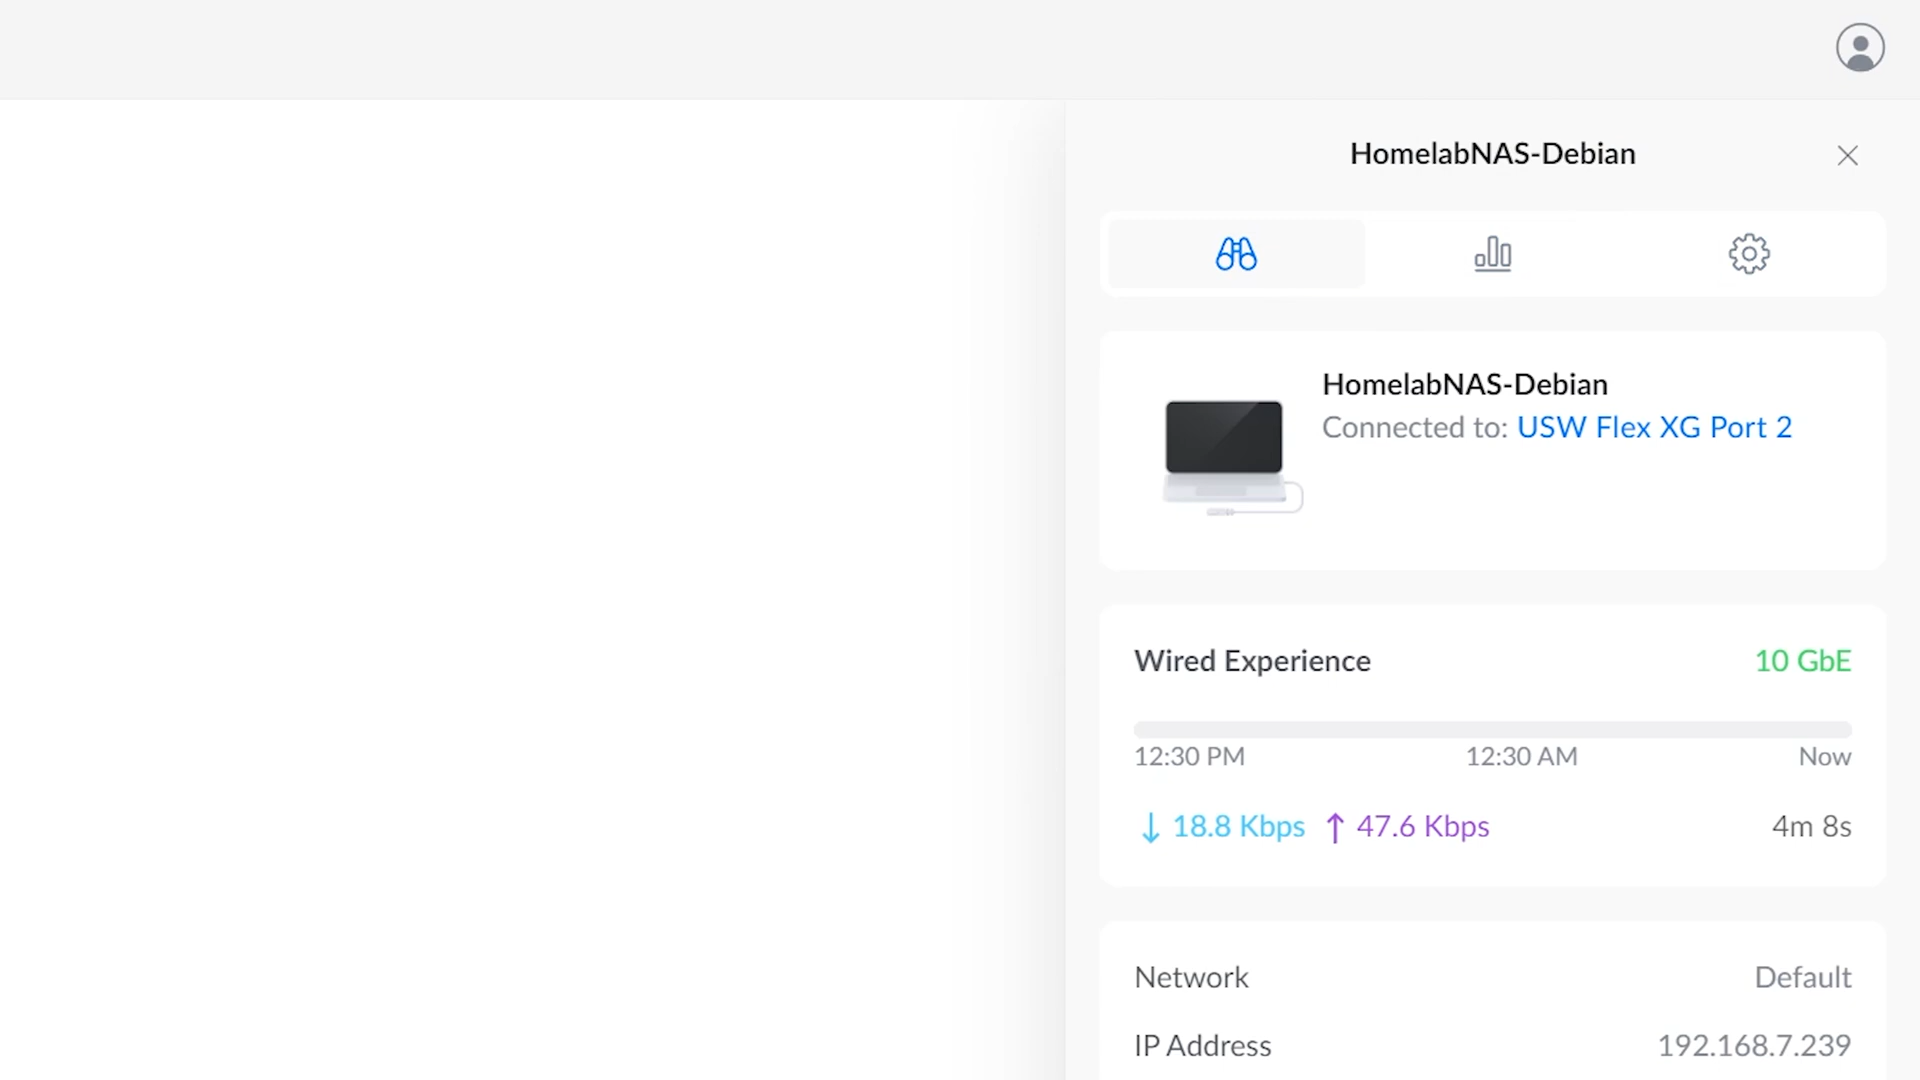 HomelabNAS-Debian
HomelabNAS-Debian
Connected to: USW Flex XG Port 2
Wired Experience 10 GbE
12:30 PM 12:30 AM Now
↓ 18.8 Kbps ↑ 47.6 Kbps 4m 8s
Network Default
IP Address 192.168.7.239